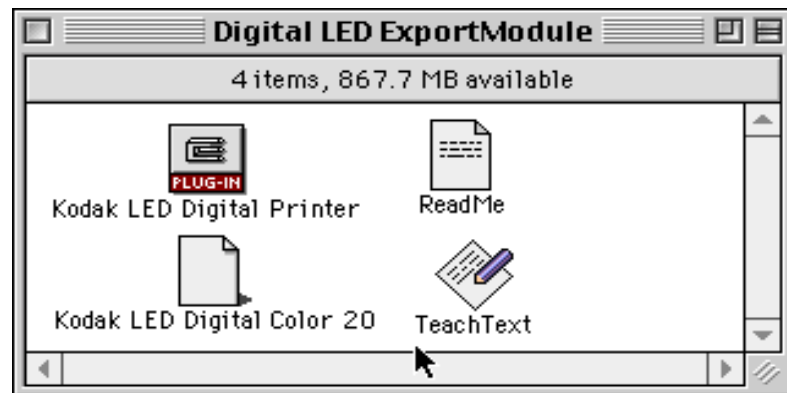 Digital LED ExportModule
4 items, 867.7 MB available
PLUG-IN
Kodak LED Digital Printer
ReadMe
Kodak LED Digital Color 20
TeachText